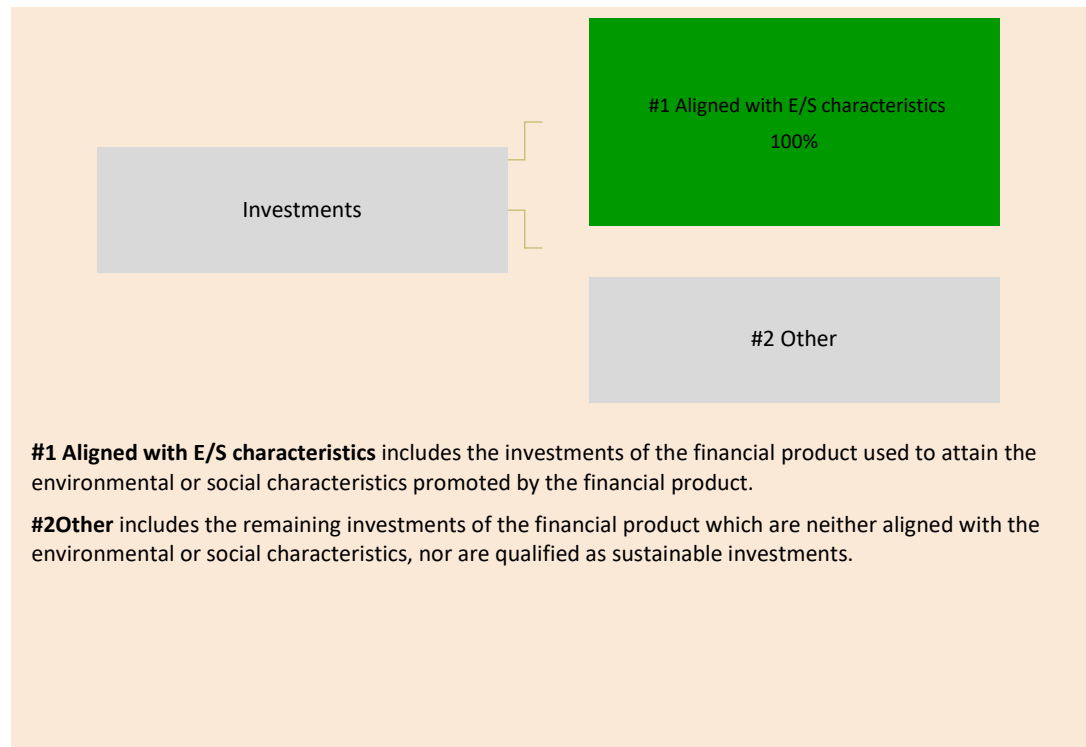 #1 Aligned with E/S characteristics
100%
Investments
#2 Other
#1 Aligned with E/S characteristics includes the investments of the financial product used to attain the
environmental or social characteristics promoted by the financial product.
#2Other includes the remaining investments of the financial product which are neither aligned with the
environmental or social characteristics, nor are qualified as sustainable investments.